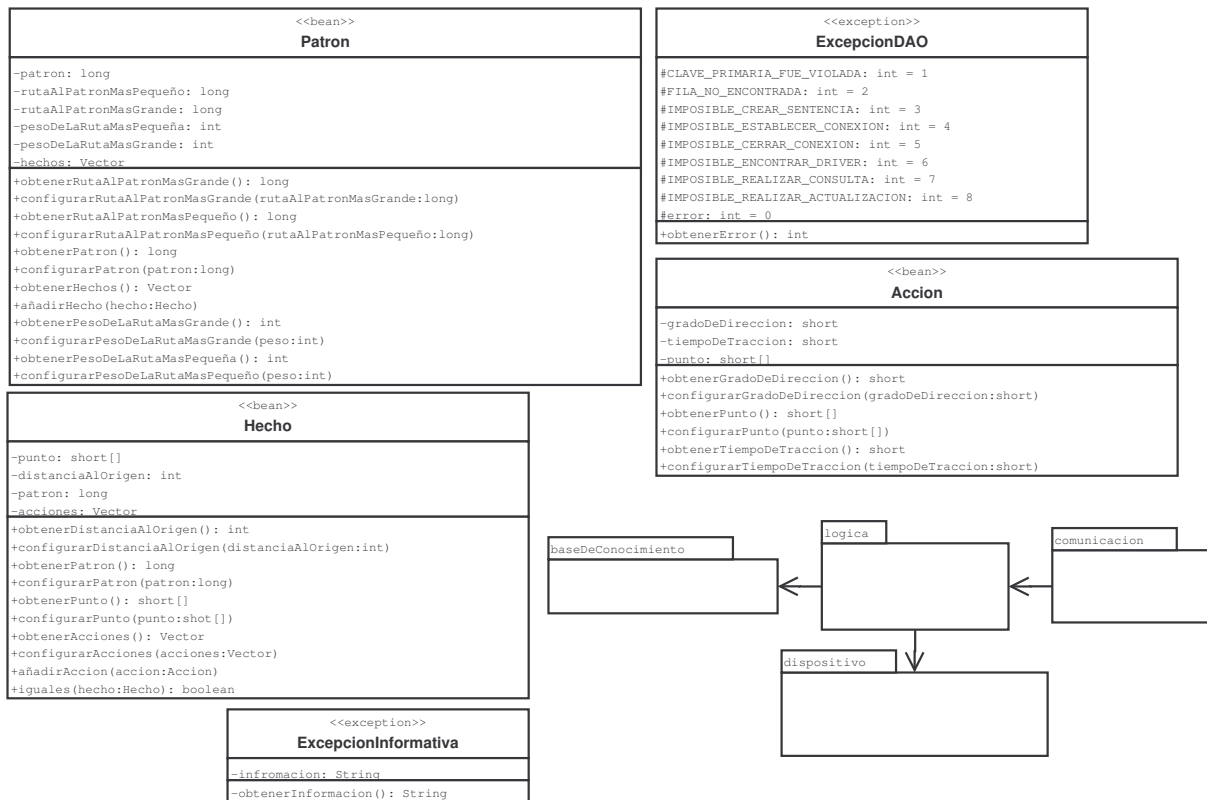 <<bean>>
Patron
-patron: long
-rutaAlPatronMasPequeño: long
-rutaAlPatronMasGrande: long
-pesoDeLaRutaMasPequeña: int
-pesoDeLaRutaMasGrande: int
-hechos: Vector
+obtenerRutaAlPatronMasGrande(): long
+configurarRutaAlPatronMasGrande(rutaAlPatronMasGrande:long)
+obtenerRutaAlPatronMasPequeño(): long
+configurarRutaAlPatronMasPequeño(rutaAlPatronMasPequeño:long)
+obtenerPatron(): long
+configurarPatron(patron:long)
+obtenerHechos(): Vector
+añadirHecho(hecho:Hecho)
+obtenerPesoDeLaRutaMasGrande(): int
+configurarPesoDeLaRutaMasGrande(peso:int)
+obtenerPesoDeLaRutaMasPequeña(): int
+configurarPesoDeLaRutaMasPequeño(peso:int)
<<exception>>
ExcepcionDAO
#CLAVE_PRIMARIA_FUE_VIOLADA: int = 1
#FILA_NO_ENCONTRADA: int = 2
#IMPOSIBLE_CREAR_SENTENCIA: int = 3
#IMPOSIBLE_ESTABLECER_CONEXION: int = 4
#IMPOSIBLE_CERRAR_CONEXION: int = 5
#IMPOSIBLE_ENCONTRAR_DRIVER: int = 6
#IMPOSIBLE_REALIZAR_CONSULTA: int = 7
#IMPOSIBLE_REALIZAR_ACTUALIZACION: int = 8
#error: int = 0
+obtenerError(): int
<<bean>>
Accion
-gradoDeDireccion: short
-tiempoDeTraccion: short
-punto: short[]
+obtenerGradoDeDireccion(): short
+configurarGradoDeDireccion(gradoDeDireccion:short)
+obtenerPunto(): short[]
+configurarPunto(punto:short[])
+obtenerTiempoDeTraccion(): short
+configurarTiempoDeTraccion(tiempoDeTraccion:short)
<<bean>>
Hecho
-punto: short[]
-distanciaAlOrigen: int
-patron: long
-acciones: Vector
+obtenerDistanciaAlOrigen(): int
+configurarDistanciaAlOrigen(distanciaAlOrigen:int)
+obtenerPatron(): long
+configurarPatron(patron:long)
+obtenerPunto(): short[]
+configurarPunto(punto:shot[])
+obtenerAcciones(): Vector
+configurarAcciones(acciones:Vector)
+añadirAccion(accion:Accion)
+iguales(hecho:Hecho): boolean
baseDeConocimiento
logica
comunicacion
dispositivo
<<exception>>
ExcepcionInformativa
-infromacion: String
-obtenerInformacion(): String